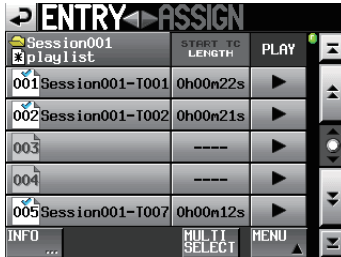 ENTRY ASSIGN
Session001 START TC PLAY
*playlist LENGTH
001 Session001-T001 0h00m22s
002 Session001-T002 0h00m21s
003 ----
004 ----
005 Session001-T007 0h00m12s
INFO ... MULTI SELECT MENU